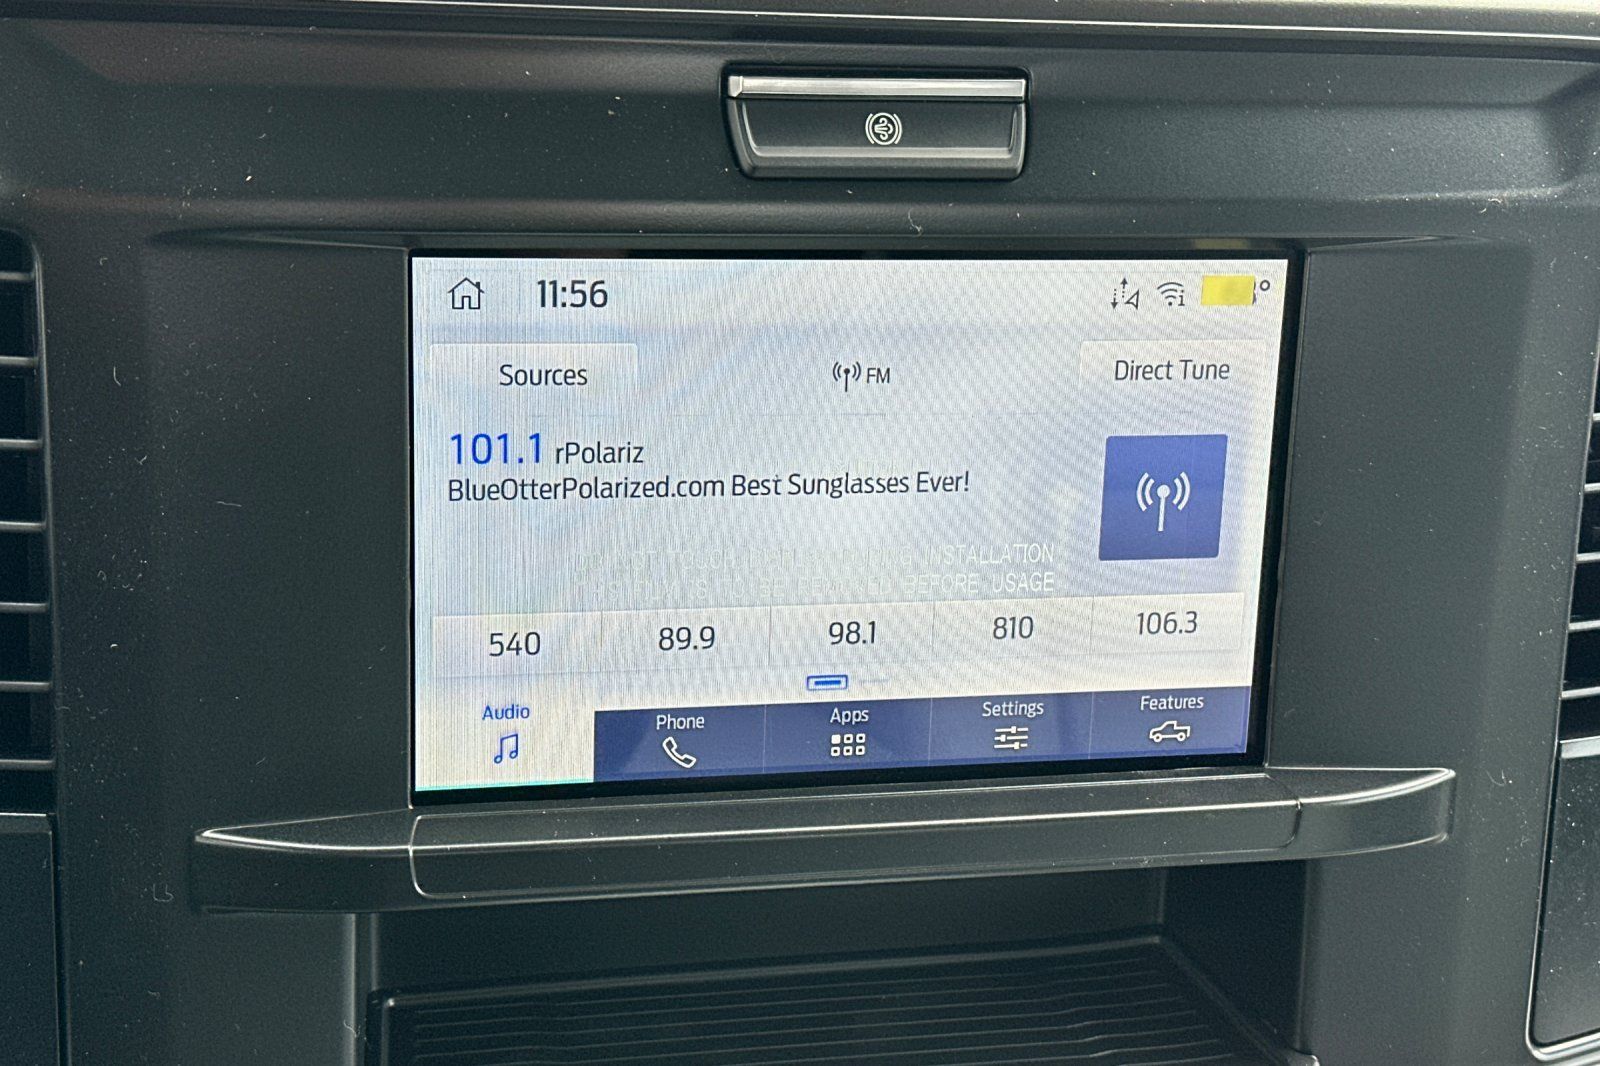 11:56
°
Sources
FM
Direct Tune
101.1 rPolariz
BlueOtterPolarized.com Best Sunglasses Ever!
DO NOT TOUCH THIS DURING INSTALLATION
THIS FILM IS TO BE REMOVED BEFORE USAGE
540
89.9
98.1
810
106.3
Audio
Phone
Apps
Settings
Features